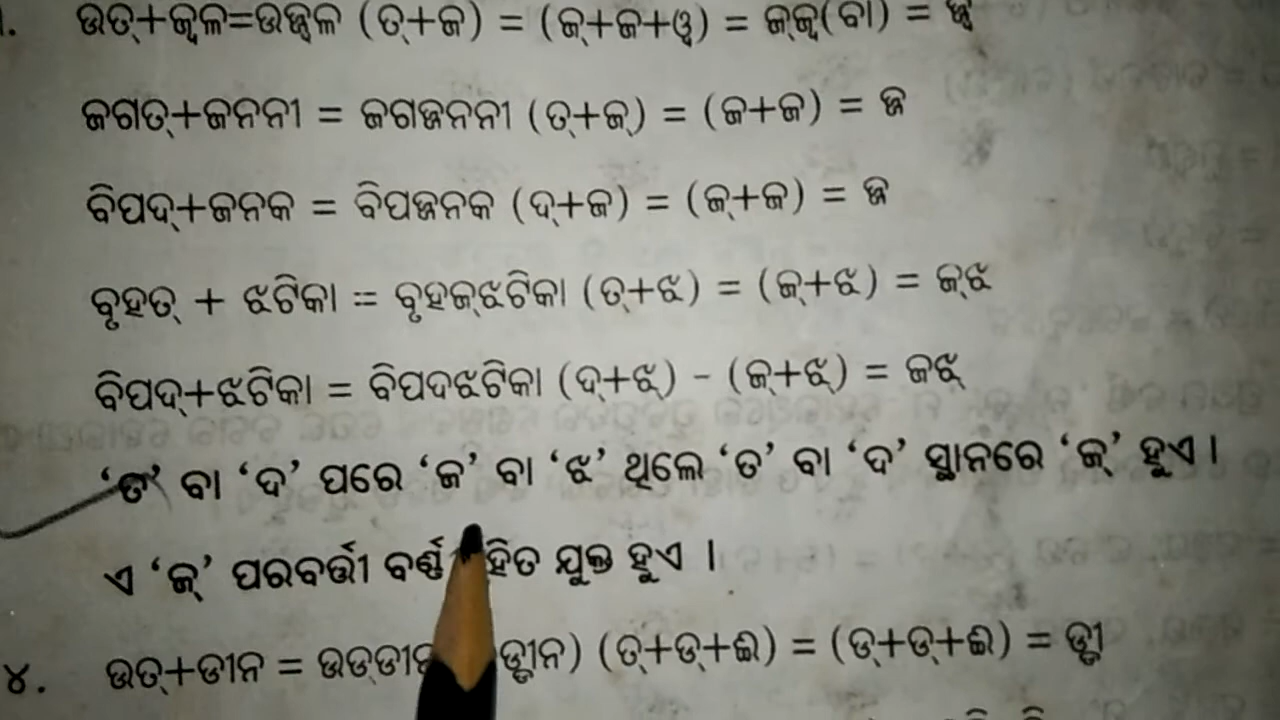 ଉତ୍+ଜ୍ୱଳ=ଉଜ୍ଜ୍ୱଳ (ତ୍+ଜ) = (ଜ୍+ଜ+ଓ୍ୱ) = ଜ୍‌ଜ୍ୱ(ବା) = ଜ୍ଜ୍ୱ
ଜଗତ୍+ଜନନୀ = ଜଗଜ୍ଜନନୀ (ତ୍+ଜ୍) = (ଜ+ଜ) = ଜ୍ଜ
ବିପଦ୍+ଜନକ = ବିପଜ୍ଜନକ (ଦ୍+ଜ) = (ଜ୍+ଜ) = ଜ୍ଜ
ବୃହତ୍ + ଝଟିକା = ବୃହଜ୍‌ଝଟିକା (ତ୍+ଝ) = (ଜ୍+ଝ) = ଜ୍‌ଝ
ବିପଦ୍+ଝଟିକା = ବିପଦଝଟିକା (ଦ୍+ଝ୍) - (ଜ୍+ଝ୍) = ଜଝ୍
‘ତ’ ବା ‘ଦ’ ପରେ ‘ଜ’ ବା ‘ଝ’ ଥିଲେ ‘ତ’ ବା ‘ଦ’ ସ୍ଥାନରେ ‘ଜ୍’ ହୁଏ ।
ଏ ‘ଜ୍’ ପରବର୍ତ୍ତୀ ବର୍ଣ୍ଣ ହିତ ଯୁକ୍ତ ହୁଏ ।
୪. ଉତ୍+ଡୀନ = ଉଡ୍‌ଡୀ ଡ୍ଡୀନ) (ତ୍+ଡ୍+ଈ) = (ଡ୍+ଡ୍+ଈ) = ଡ୍ଡୀ